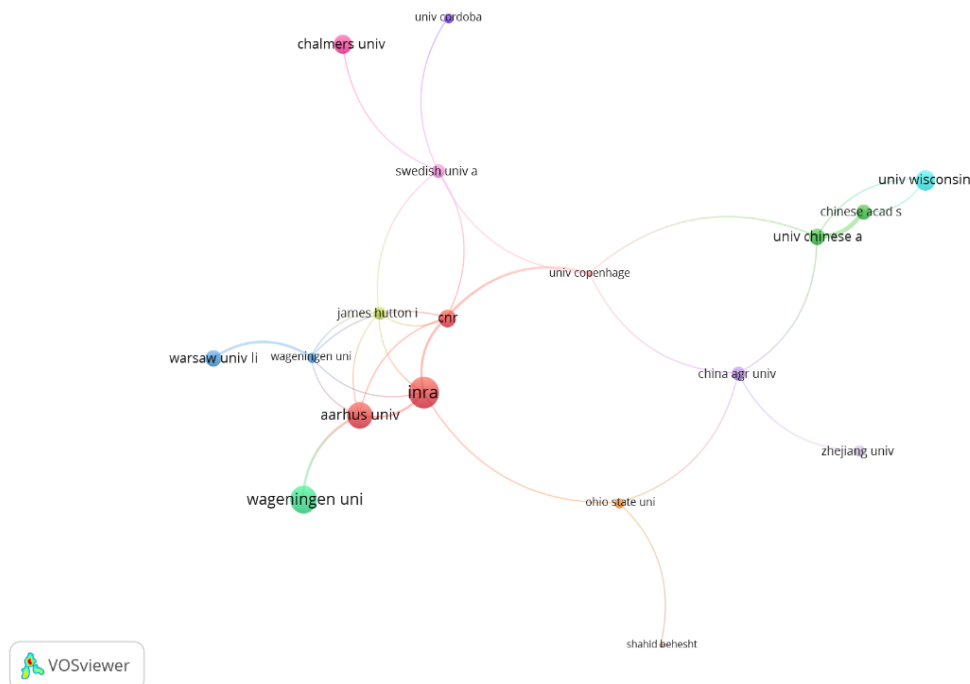 univ cordoba
chalmers univ
swedish univ a
univ wisconsin
chinese acad s
univ chinese a
univ copenhage
james hutton i
cnr
warsaw univ li
wageningen uni
china agr univ
inra
aarhus univ
zhejiang univ
wageningen uni
ohio state uni
shahid behesht
VOSviewer